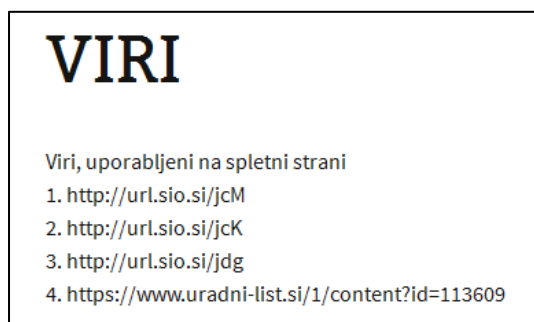 VIRI
Viri, uporabljeni na spletni strani
1. http://url.sio.si/jcM
2. http://url.sio.si/jcK
3. http://url.sio.si/jdg
4. https://www.uradni-list.si/1/content?id=113609